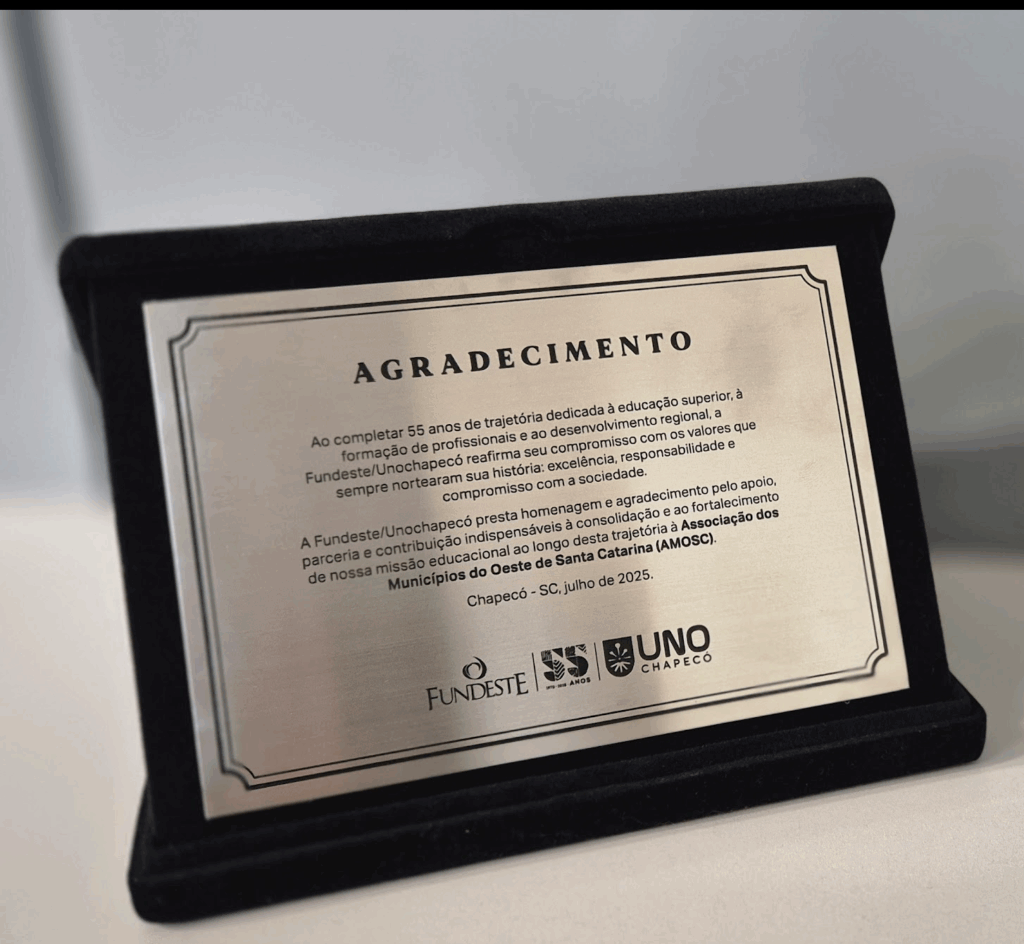 AGRADECIMENTO
Ao completar 55 anos de trajetória dedicada à educação superior, à
formação de profissionais e ao desenvolvimento regional, a
Fundeste/Unochapecó reafirma seu compromisso com os valores que
sempre nortearam sua história: excelência, responsabilidade e
compromisso com a sociedade.
A Fundeste/Unochapecó presta homenagem e agradecimento pelo apoio,
parceria e contribuição indispensáveis à consolidação e ao fortalecimento
de nossa missão educacional ao longo desta trajetória à Associação dos
Municípios do Oeste de Santa Catarina (AMOSC).
Chapecó - SC, julho de 2025.
FUNDESTE
55
ANOS
UNO
CHAPECÓ